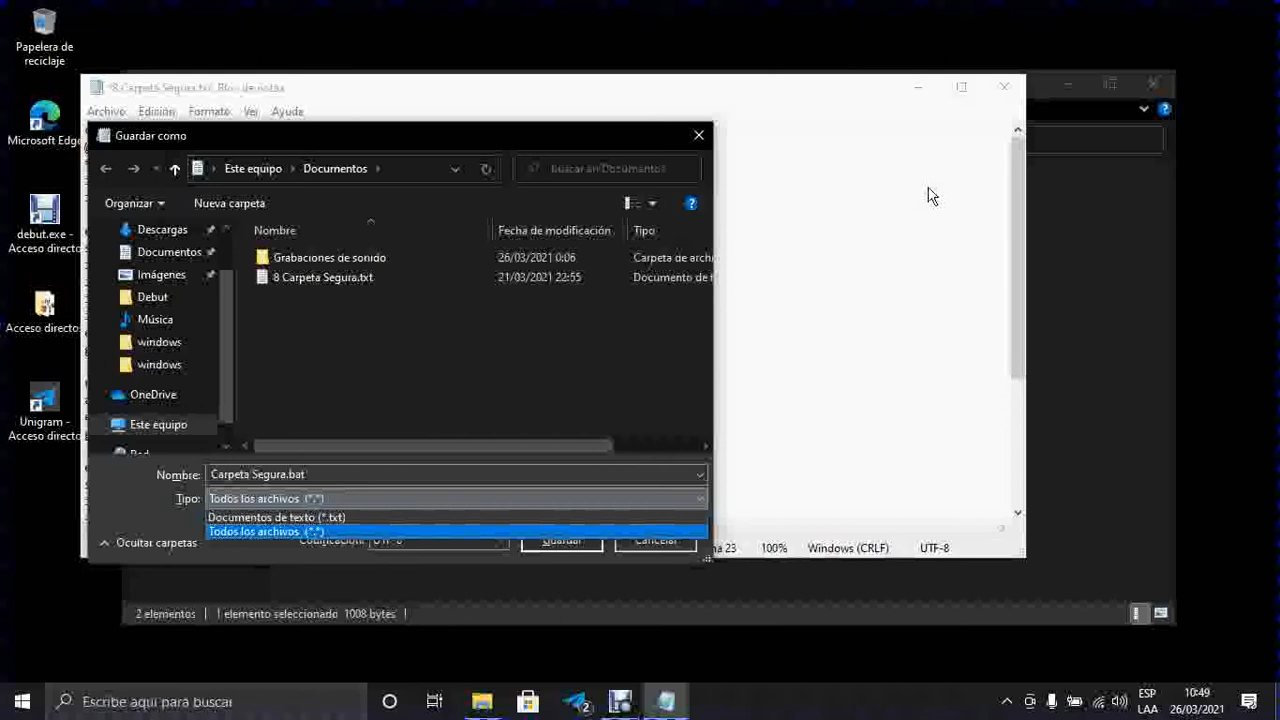 Papelera de
reciclaje
Microsoft Edge
debut.exe -
Acceso directo
Acceso directo
Unigram -
Acceso directo
*8 Carpeta Segura.txt: Bloc de notas
Archivo Edición Formato Ver Ayuda
Guardar como
Este equipo Documentos
Buscar en Documentos
Organizar Nueva carpeta
Nombre Fecha de modificación Tipo
Descargas
Documentos
Imágenes
Debut
Música
windows
windows
OneDrive
Este equipo
Red
Grabaciones de sonido 26/03/2021 0:06 Carpeta de archi
8 Carpeta Segura.txt 21/03/2021 22:55 Documento de t
Nombre: Carpeta Segura.bat
Tipo: Todos los archivos (*.*)
Documentos de texto (*.txt)
Todos los archivos (*.*)
Ocultar carpetas Codificación: UTF-8 Guardar Cancelar
na 23 100% Windows (CRLF) UTF-8
2 elementos 1 elemento seleccionado 1008 bytes
Escribe aquí para buscar
2
ESP
LAA
10:49
26/03/2021